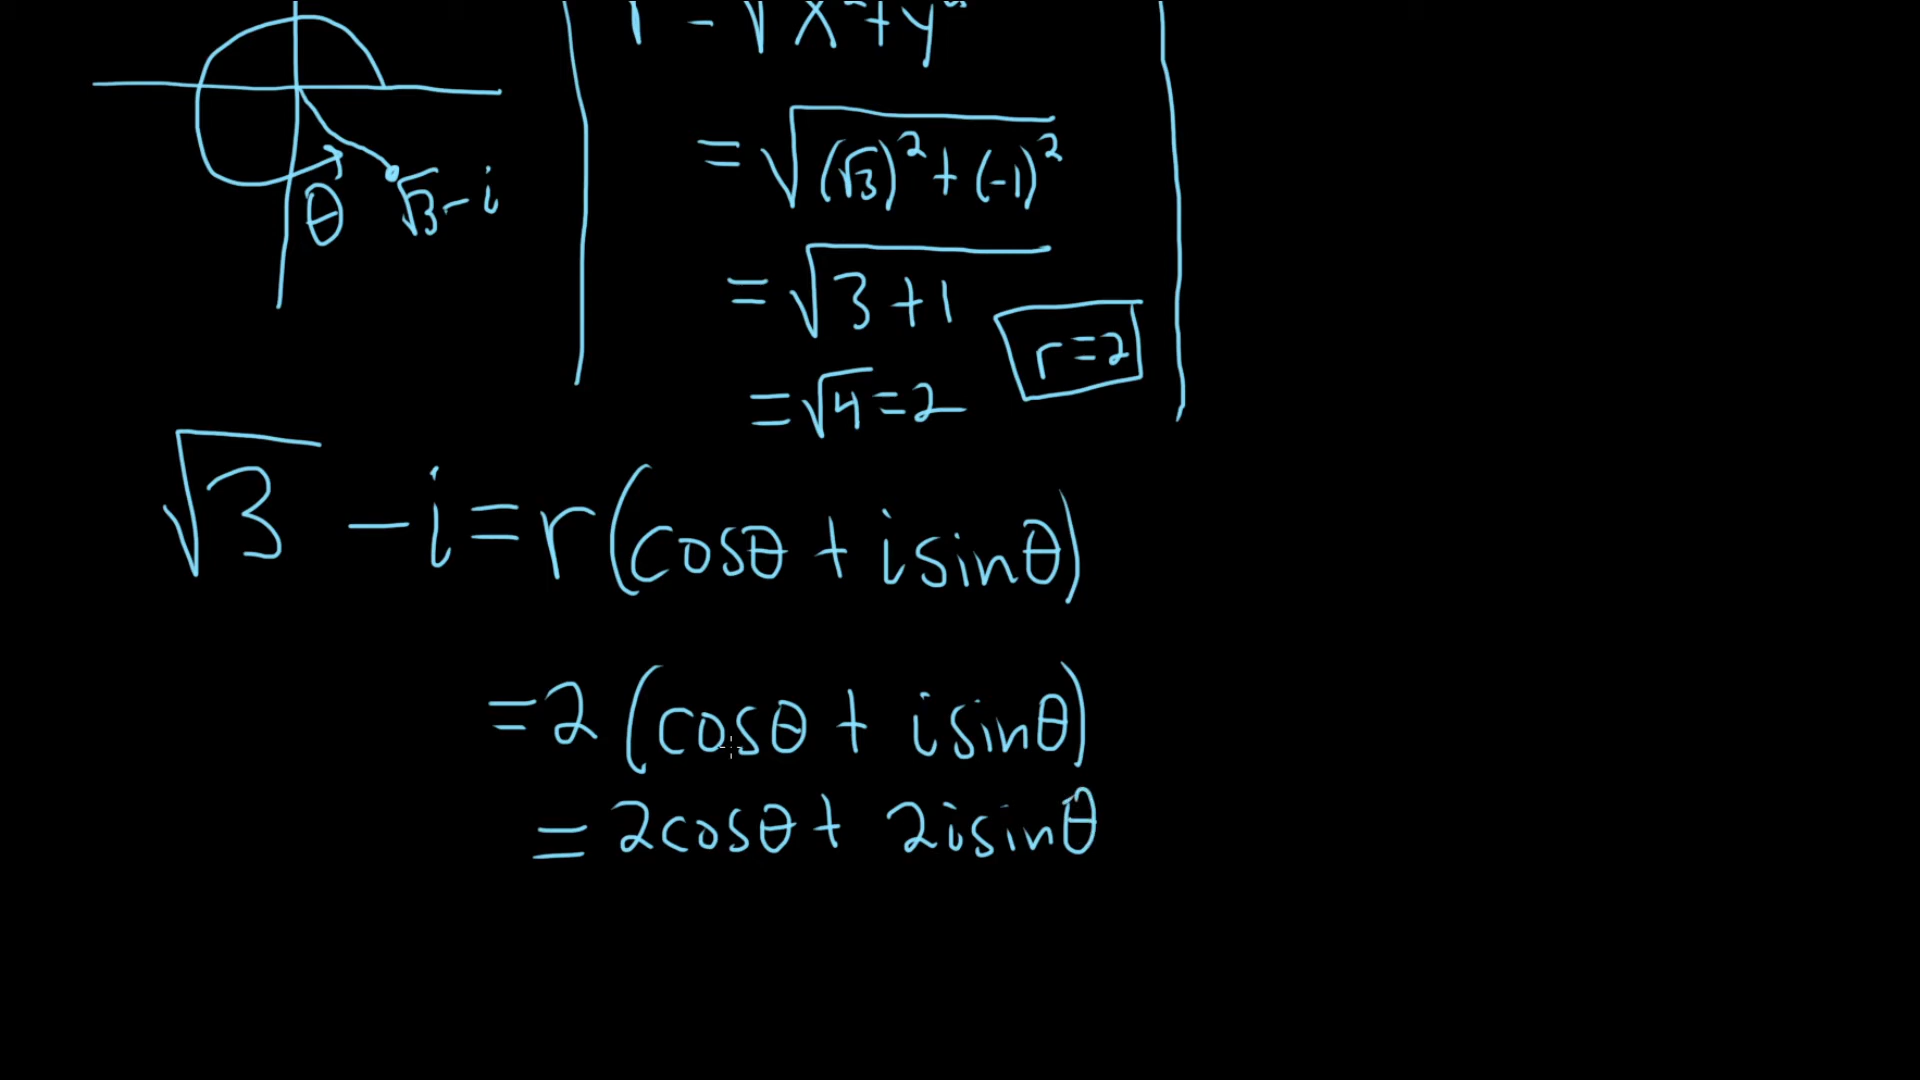 r = √x²+y²
= √(√3)²+(-1)²
θ √3-i
= √3+1
r=2
= √4 = 2
√3 - i = r(cosθ + isinθ)
= 2(cosθ + isinθ)
= 2cosθ + 2isinθ